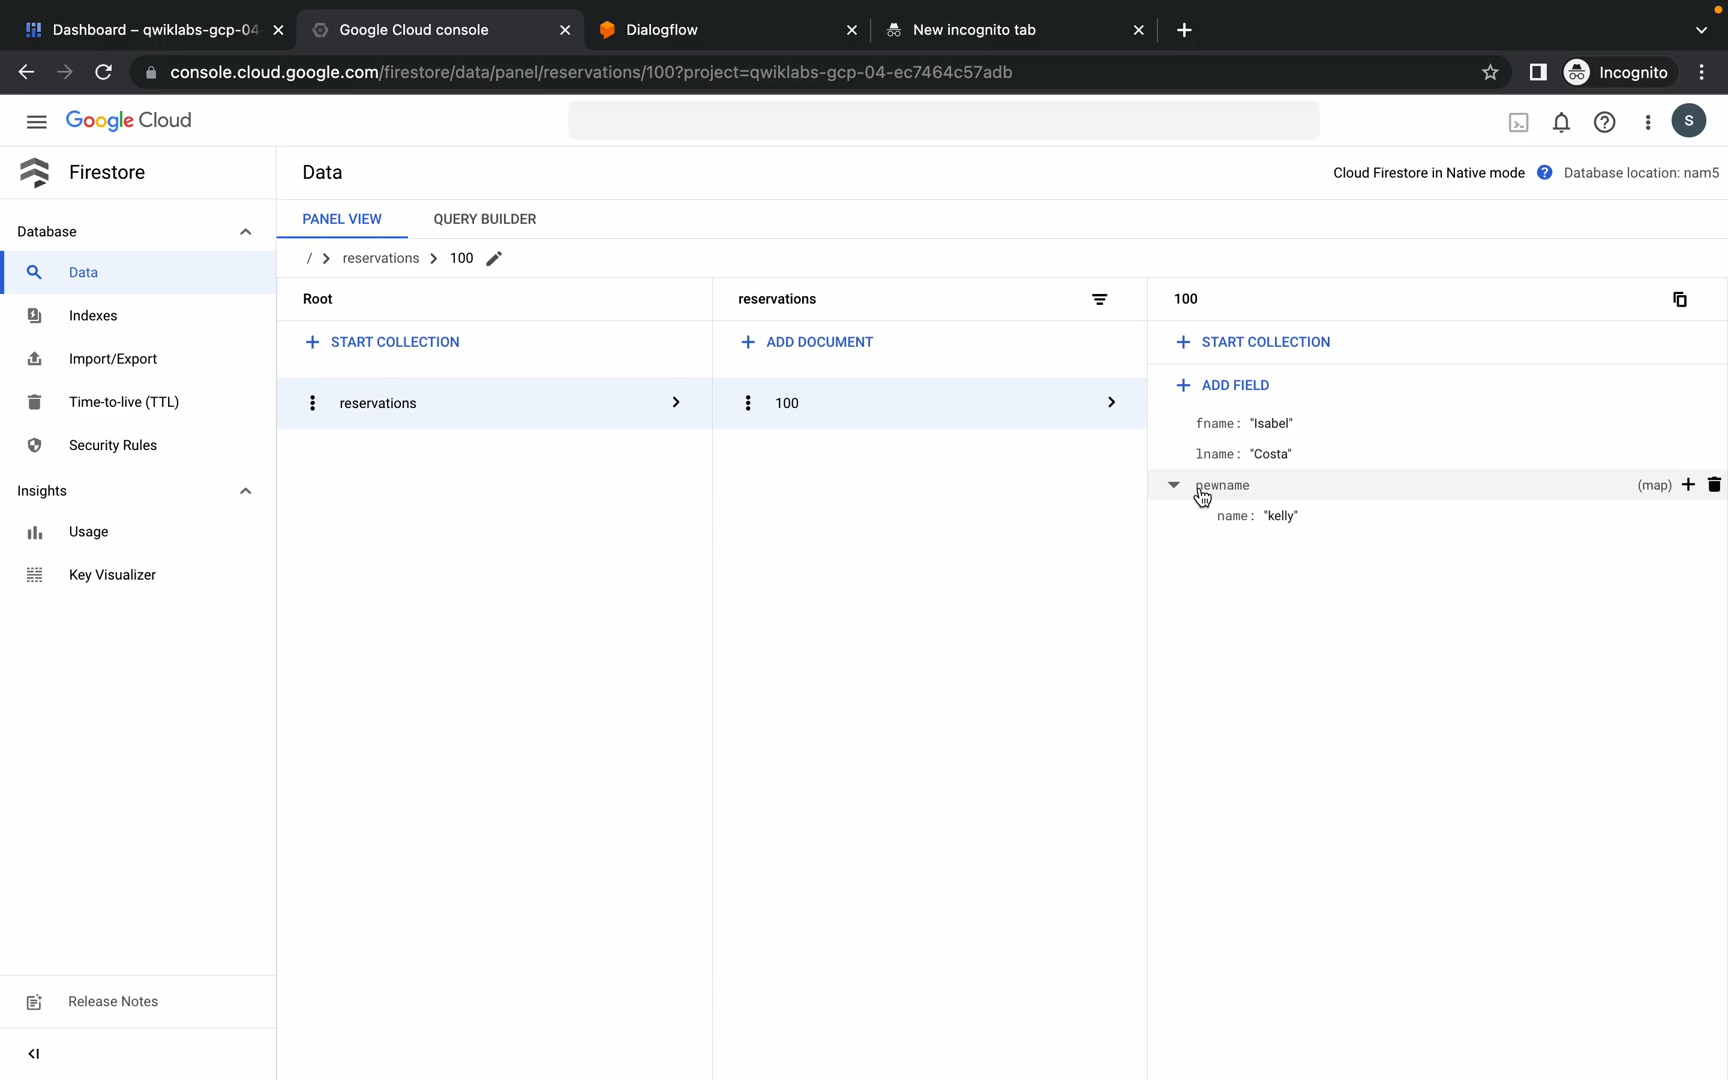 Dashboard – qwiklabs-gcp-04
Google Cloud console
Dialogflow
New incognito tab
console.cloud.google.com/firestore/data/panel/reservations/100?project=qwiklabs-gcp-04-ec7464c57adb
Incognito
Google Cloud
S
Firestore
Data
Cloud Firestore in Native mode
Database location: nam5
Database
PANEL VIEW
QUERY BUILDER
/ > reservations > 100
Data
Indexes
Import/Export
Time-to-live (TTL)
Security Rules
Insights
Usage
Key Visualizer
Release Notes
Root
START COLLECTION
reservations
reservations
ADD DOCUMENT
100
100
START COLLECTION
ADD FIELD
fname: "Isabel"
lname: "Costa"
newname (map)
name: "kelly"